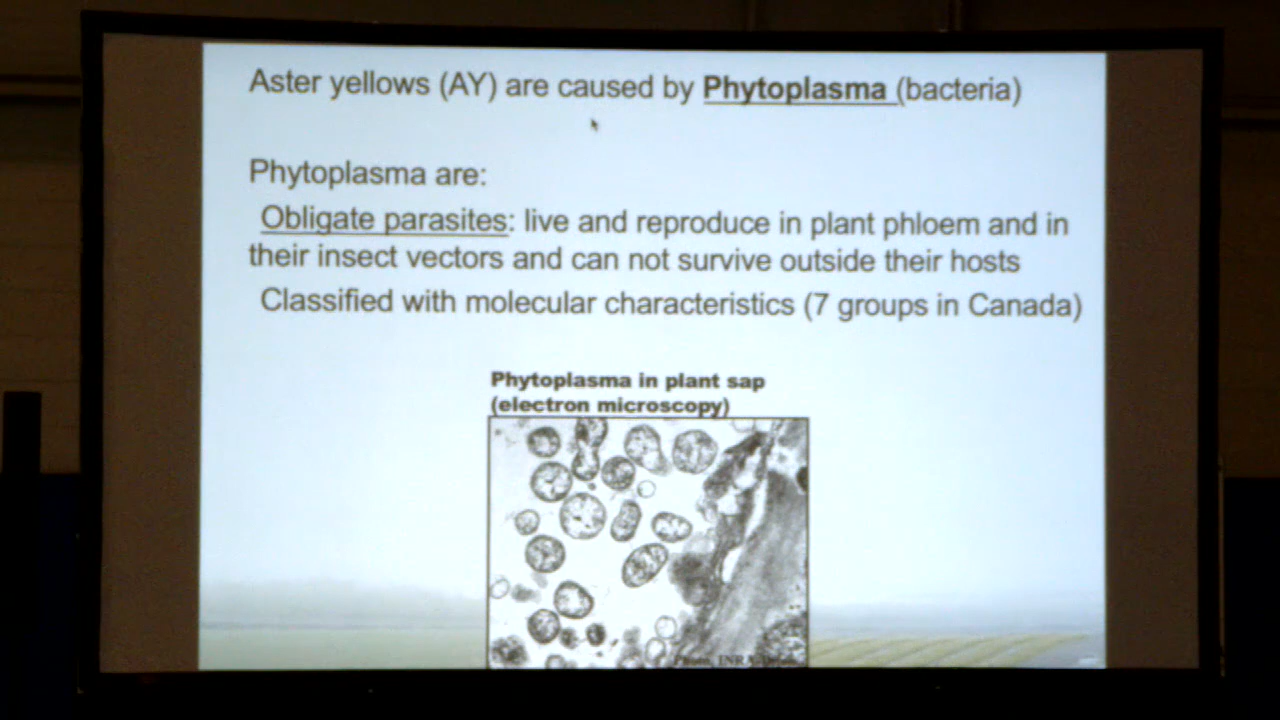 Aster yellows (AY) are caused by Phytoplasma (bacteria)
Phytoplasma are:
Obligate parasites: live and reproduce in plant phloem and in
their insect vectors and can not survive outside their hosts
Classified with molecular characteristics (7 groups in Canada)
Phytoplasma in plant sap
(electron microscopy)
INRA